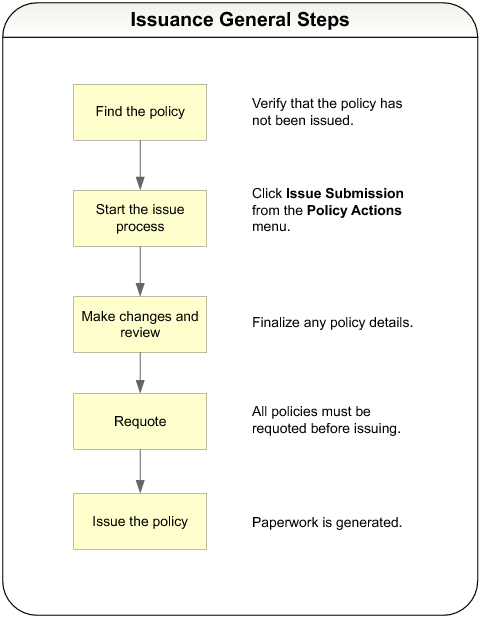 Issuance General Steps
Find the policy
Verify that the policy has
not been issued.
Start the issue
process
Click Issue Submission
from the Policy Actions
menu.
Make changes and
review
Finalize any policy details.
Requote
All policies must be
requoted before issuing.
Issue the policy
Paperwork is generated.